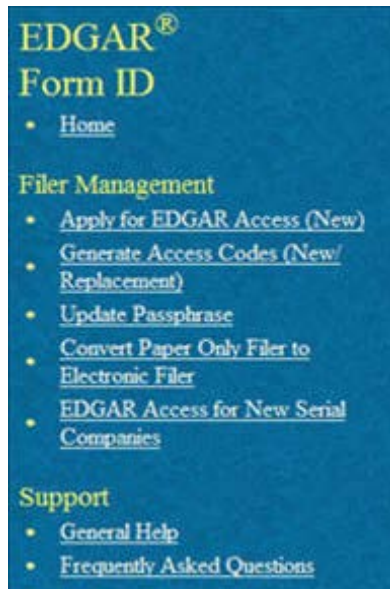 EDGAR®
Form ID
• Home
Filer Management
• Apply for EDGAR Access (New)
• Generate Access Codes (New/
Replacement)
• Update Passphrase
• Convert Paper Only Filer to
Electronic Filer
• EDGAR Access for New Serial
Companies
Support
• General Help
• Frequently Asked Questions